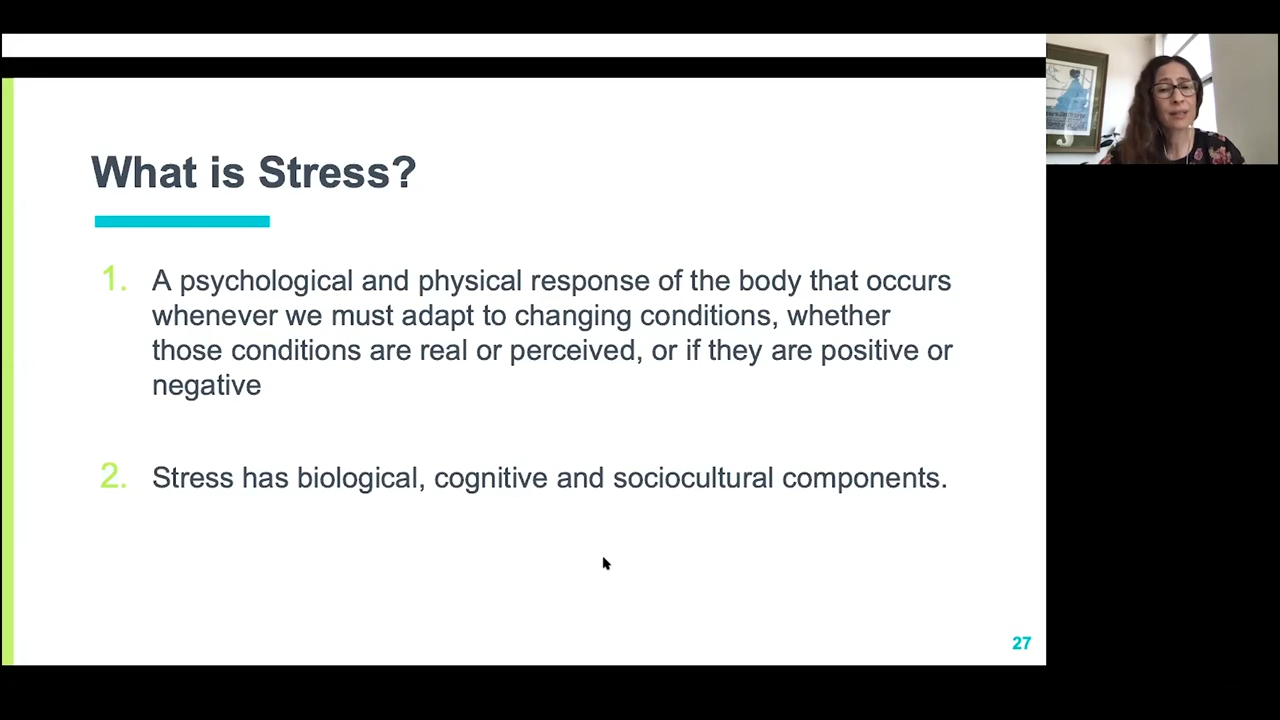 What is Stress?
1. A psychological and physical response of the body that occurs
whenever we must adapt to changing conditions, whether
those conditions are real or perceived, or if they are positive or
negative
2. Stress has biological, cognitive and sociocultural components.
27